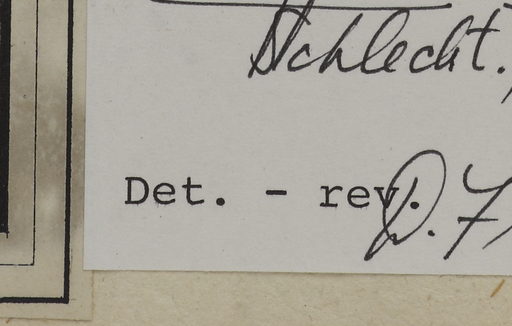 Schlecht.
Det. - rev. D. F